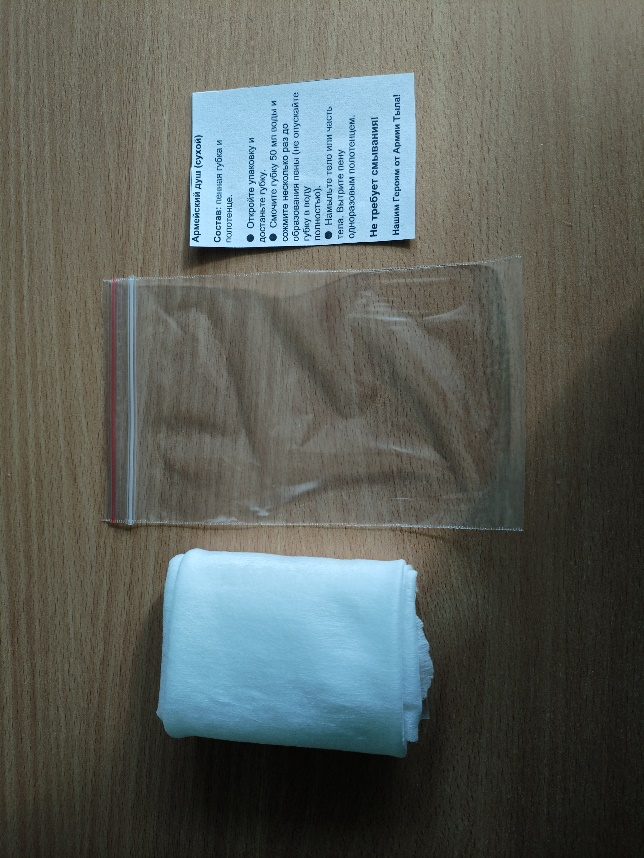 Армейский душ (сухой)
Состав: пенная губка и
полотенце.
● Откройте упаковку и
достаньте губку.
● Смочите губку 50 мл воды и
сожмите несколько раз до
образования пены (не опускайте
губку в воду
полностью).
● Намыльте тело или часть
тела. Вытрите пену
одноразовым полотенцем.
Не требует смывания!
Нашим Героям от Армии Тыла!